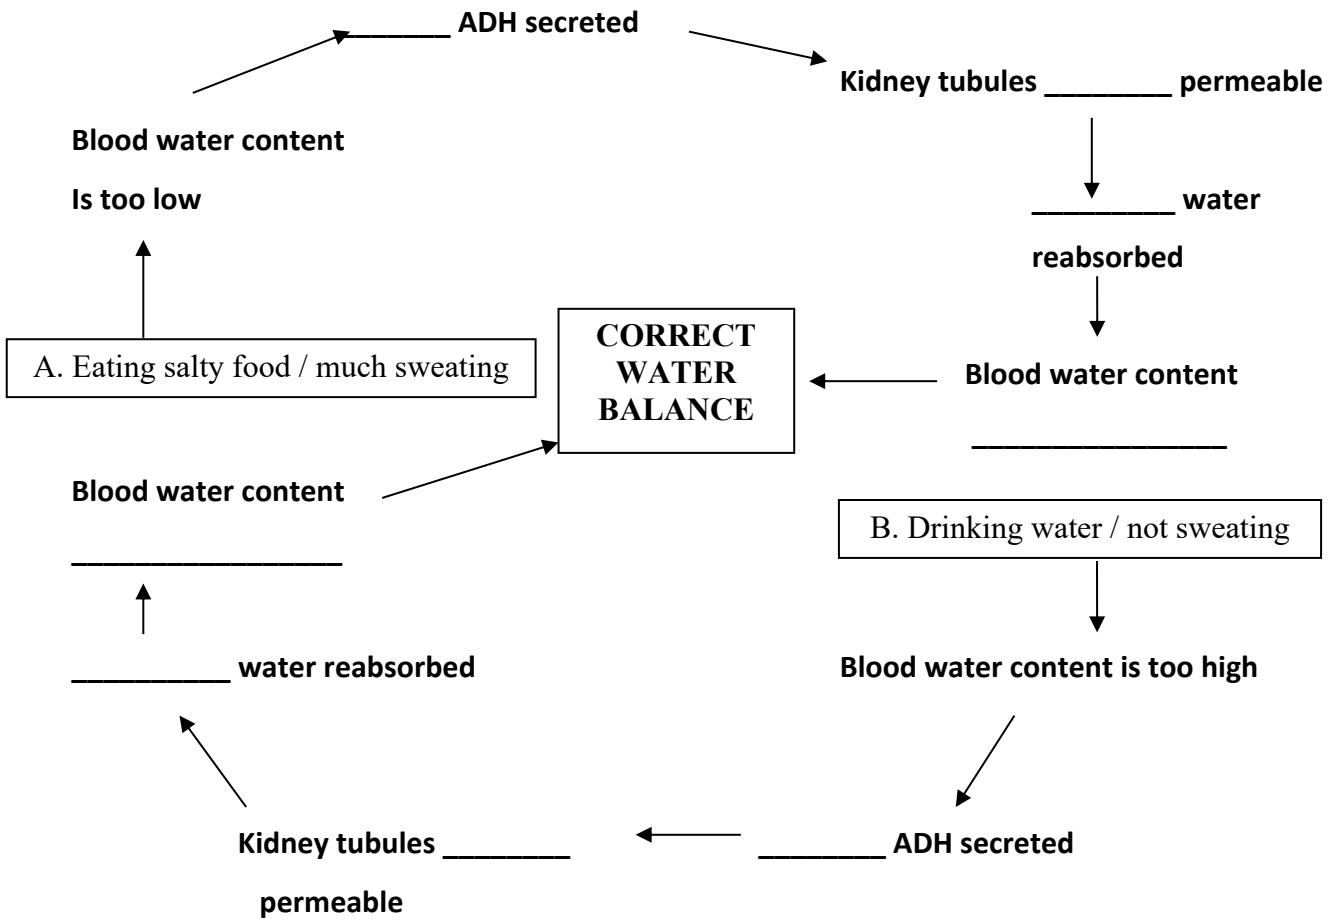 _______ ADH secreted
Kidney tubules ________ permeable
Blood water content
Is too low
_________ water
reabsorbed
A. Eating salty food / much sweating
CORRECT
WATER
BALANCE
Blood water content
________________
Blood water content
_________________
B. Drinking water / not sweating
__________ water reabsorbed
Blood water content is too high
Kidney tubules ________
permeable
________ ADH secreted